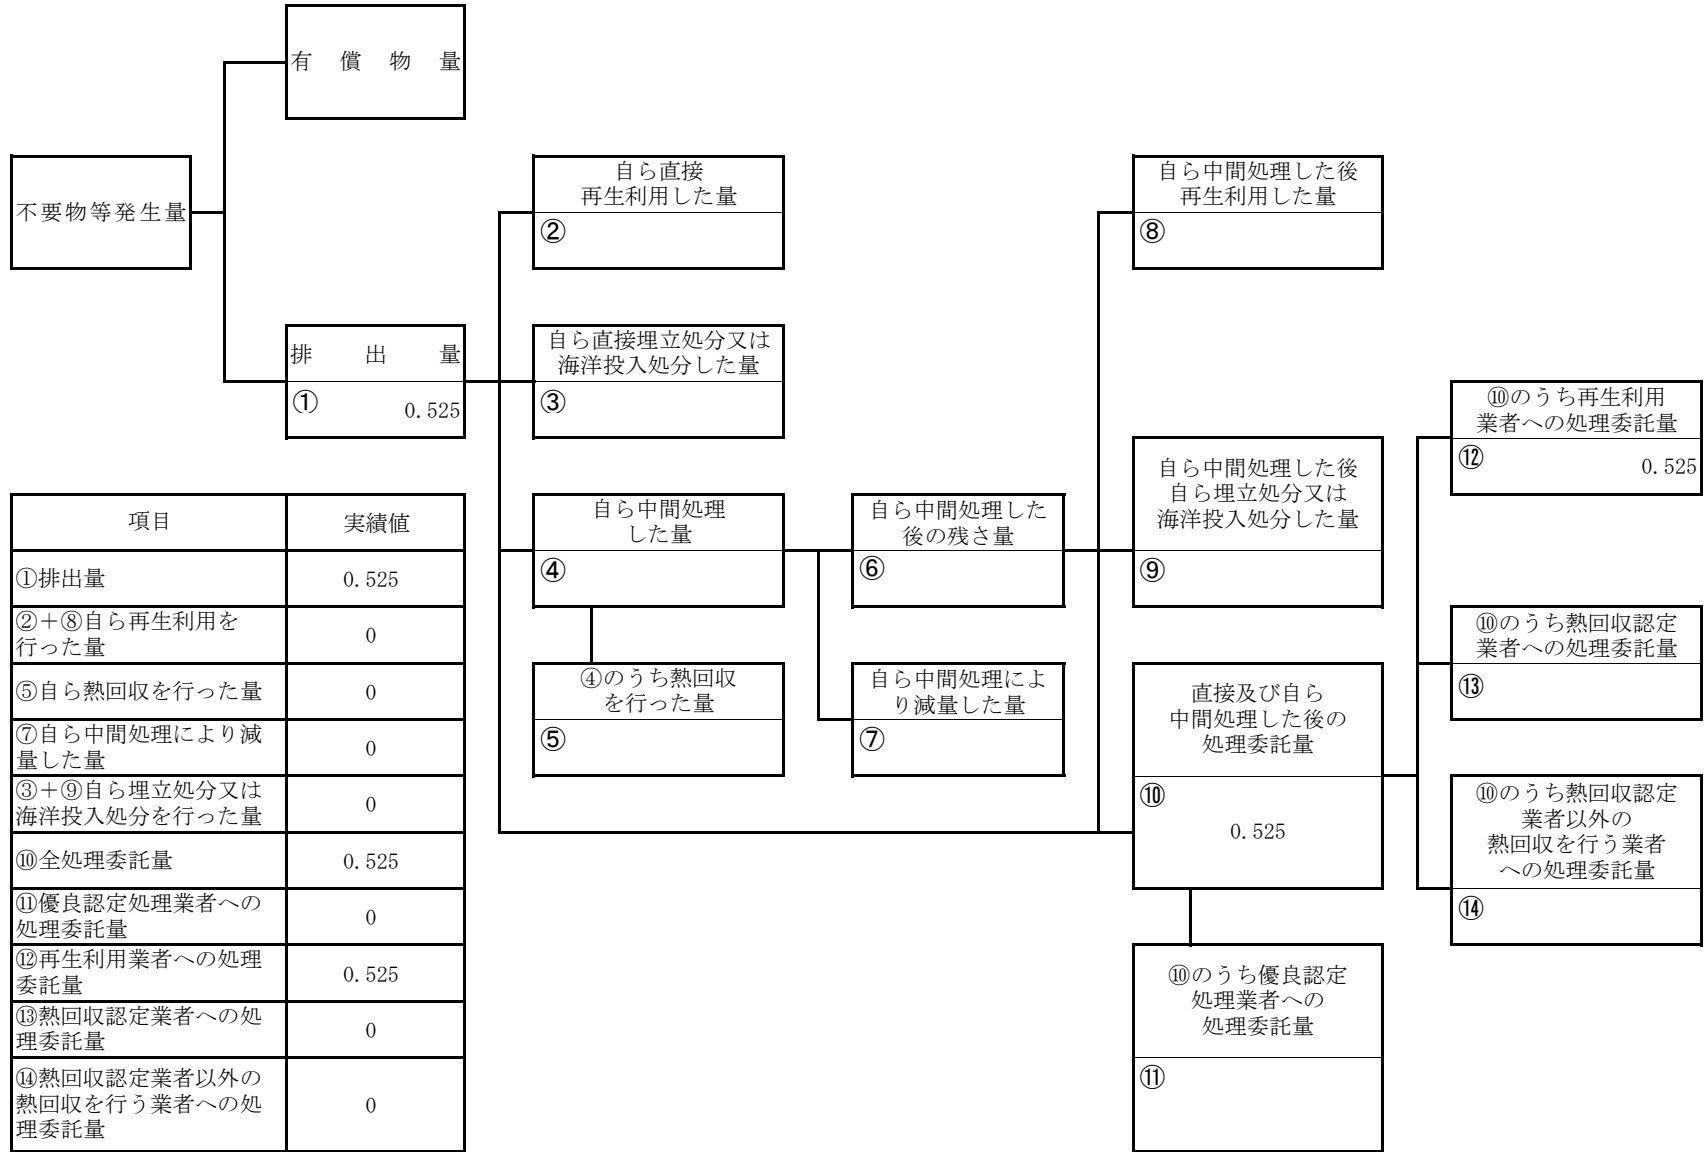 有償物量
不要物等発生量
自ら直接
再生利用した量
②
自ら中間処理した後
再生利用した量
⑧
排出量
①
0.525
自ら直接埋立処分又は
海洋投入処分した量
③
⑩のうち再生利用
業者への処理委託量
⑫
0.525
自ら中間処理
した量
④
自ら中間処理した
後の残さ量
⑥
自ら中間処理した後
自ら埋立処分又は
海洋投入処分した量
⑨
⑩のうち熱回収認定
業者への処理委託量
⑬
④のうち熱回収
を行った量
⑤
自ら中間処理によ
り減量した量
⑦
直接及び自ら
中間処理した後の
処理委託量
⑩
0.525
⑩のうち熱回収認定
業者以外の
熱回収を行う業者
への処理委託量
⑭
⑩のうち優良認定
処理業者への
処理委託量
⑪
項目 実績値
①排出量 0.525
②＋⑧自ら再生利用を
行った量 0
⑤自ら熱回収を行った量 0
⑦自ら中間処理により減
量した量 0
③＋⑨自ら埋立処分又は
海洋投入処分を行った量 0
⑩全処理委託量 0.525
⑪優良認定処理業者への
処理委託量 0
⑫再生利用業者への処理
委託量 0.525
⑬熱回収認定業者への処
理委託量 0
⑭熱回収認定業者以外の
熱回収を行う業者への処
理委託量 0